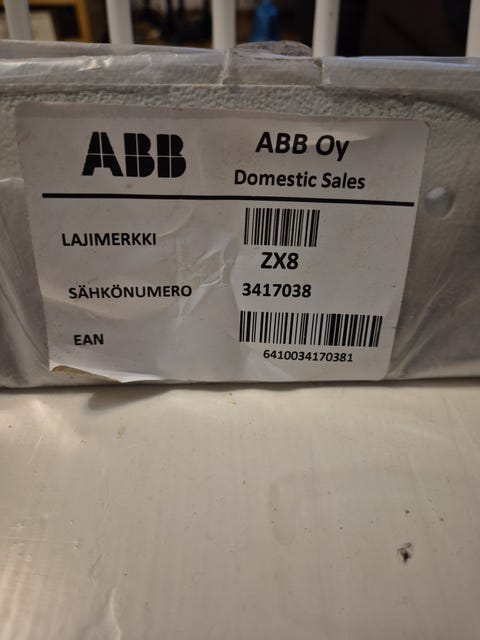 ABB
ABB Oy
Domestic Sales
LAJIMERKKI
ZX8
SÄHKÖNUMERO 3417038
EAN
6410034170381